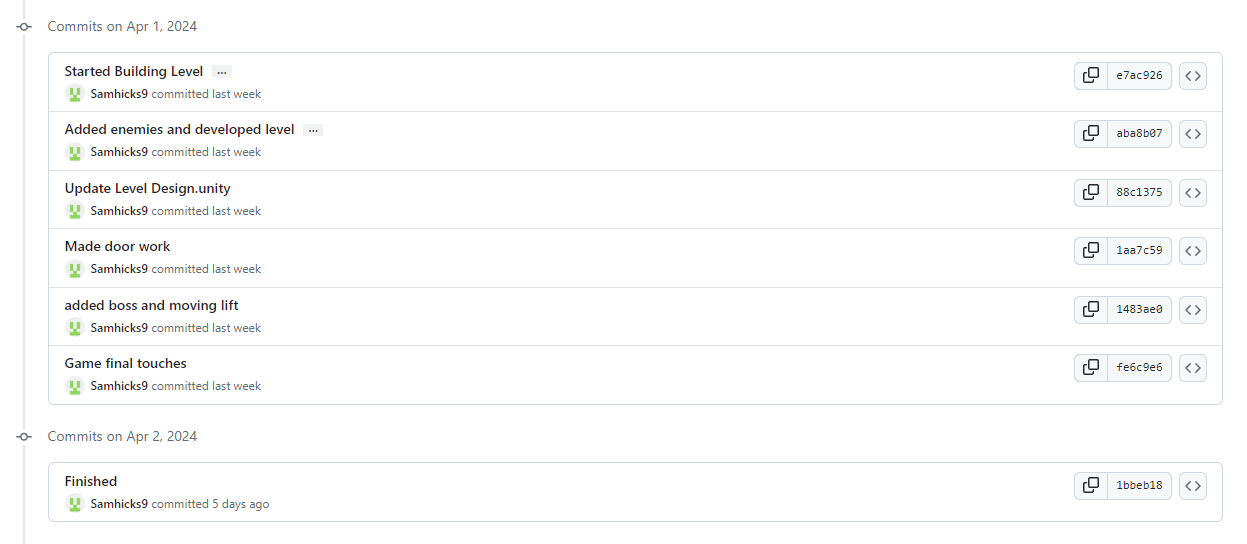 Commits on Apr 1, 2024
Started Building Level ...
e7ac926
Samhicks9 committed last week
Added enemies and developed level ...
aba8b07
Samhicks9 committed last week
Update Level Design.unity
88c1375
Samhicks9 committed last week
Made door work
1aa7c59
Samhicks9 committed last week
added boss and moving lift
1483ae0
Samhicks9 committed last week
Game final touches
fe6c9e6
Samhicks9 committed last week
Commits on Apr 2, 2024
Finished
1bbeb18
Samhicks9 committed 5 days ago